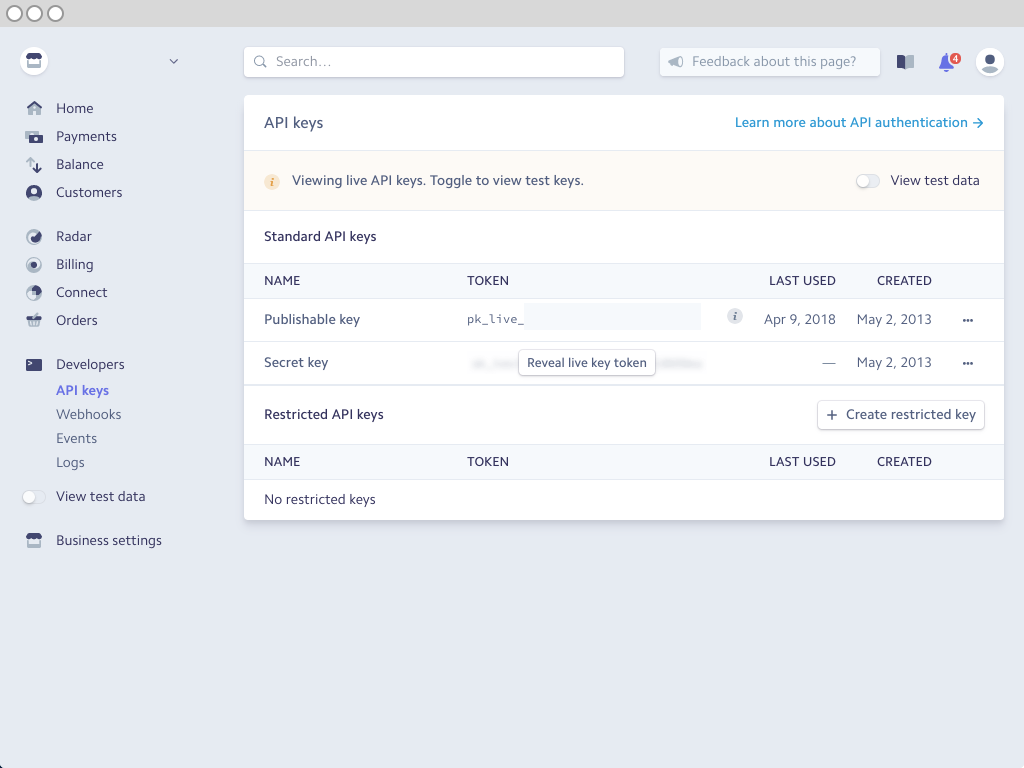 Search...
Feedback about this page?
4
Home
Payments
Balance
Customers
Radar
Billing
Connect
Orders
Developers
API keys
Webhooks
Events
Logs
View test data
Business settings
API keys
Learn more about API authentication →
i Viewing live API keys. Toggle to view test keys.
View test data
Standard API keys
NAME TOKEN LAST USED CREATED
Publishable key pk_live_ i Apr 9, 2018 May 2, 2013 •••
Secret key Reveal live key token — May 2, 2013 •••
Restricted API keys
+ Create restricted key
NAME TOKEN LAST USED CREATED
No restricted keys